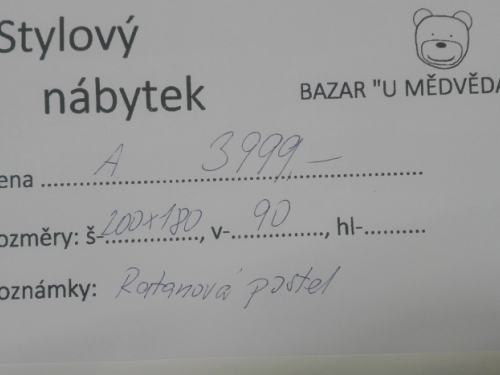 Stylový
nábytek
BAZAR "U MĚDVĚDA
ena ............ A ............ 3999,-
ozměry: š-200x180, v-90, hl-..........
oznámky: Ratanová postel